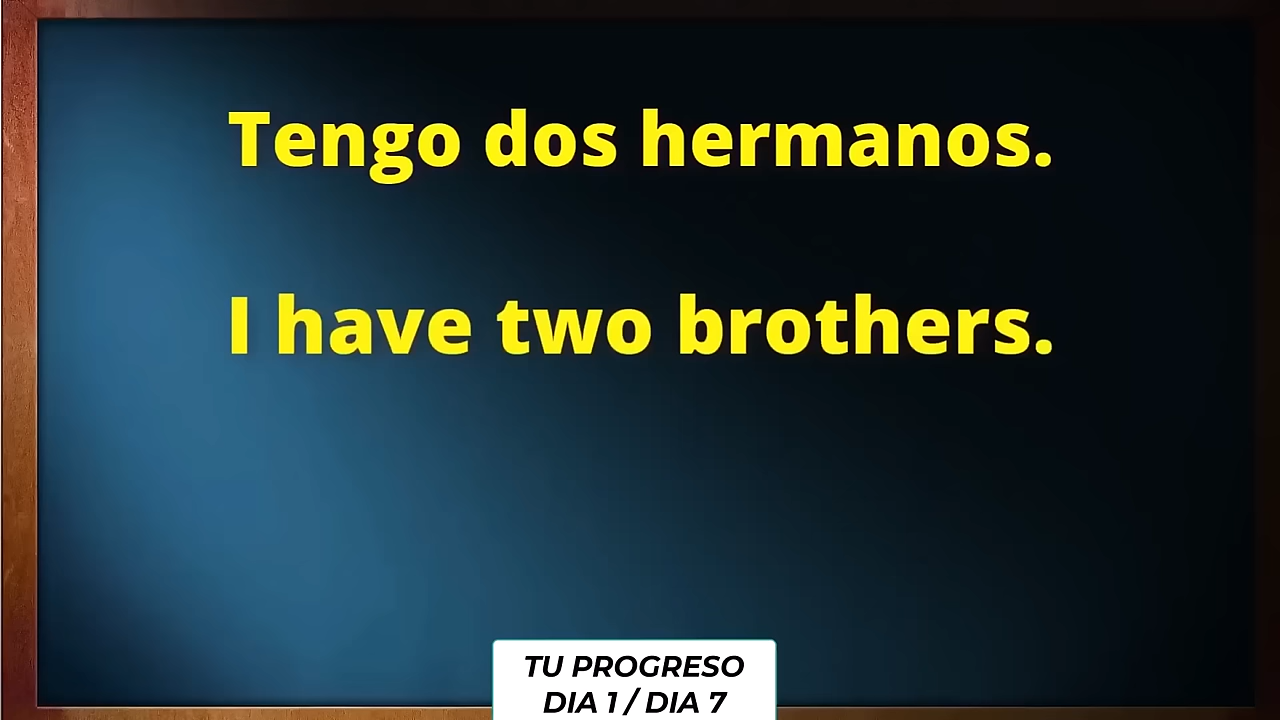 Tengo dos hermanos.
I have two brothers.
TU PROGRESO
DIA 1 / DIA 7